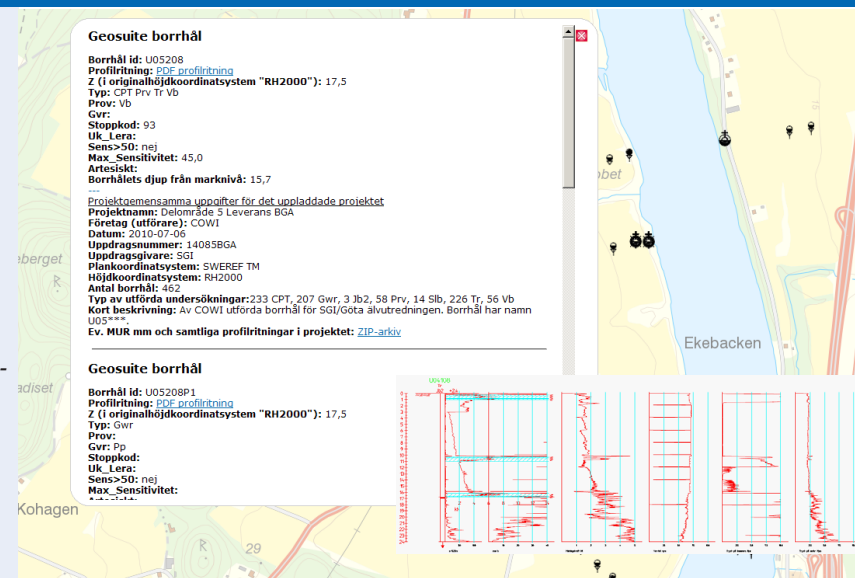 Geosuite borrhål
Borrhål id: U05208
Profilritning: PDF profilritning
Z (i originalhöjdkoordinatsystem "RH2000"): 17,5
Typ: CPT Prv Tr Vb
Prov: Vb
Gvr:
Stoppkod: 93
Uk_Lera:
Sens>50: nej
Max_Sensitivitet: 45,0
Artesiskt:
Borrhålets djup från marknivå: 15,7
---
Projektgemensamma uppgifter för det uppladdade projektet
Projektnamn: Delområde 5 Leverans BGA
Företag (utförare): COWI
Datum: 2010-07-06
Uppdragsnummer: 14085BGA
Uppdragsgivare: SGI
Plankoordinatsystem: SWEREF TM
Höjdkoordinatsystem: RH2000
Antal borrhål: 462
Typ av utförda undersökningar:233 CPT, 207 Gwr, 3 Jb2, 58 Prv, 14 Slb, 226 Tr, 56 Vb
Kort beskrivning: Av COWI utförda borrhål för SGI/Göta älvutredningen. Borrhål har namn
U05***.
Ev. MUR mm och samtliga profilritningar i projektet: ZIP-arkiv
Geosuite borrhål
Borrhål id: U05208P1
Profilritning: PDF profilritning
Z (i originalhöjdkoordinatsystem "RH2000"): 17,5
Typ: Gwr
Prov:
Gvr: Pp
Stoppkod:
Uk_Lera:
Sens>50: nej
Max_Sensitivitet:
Ekebacken
Kohagen
berget
diset
bet
29
15